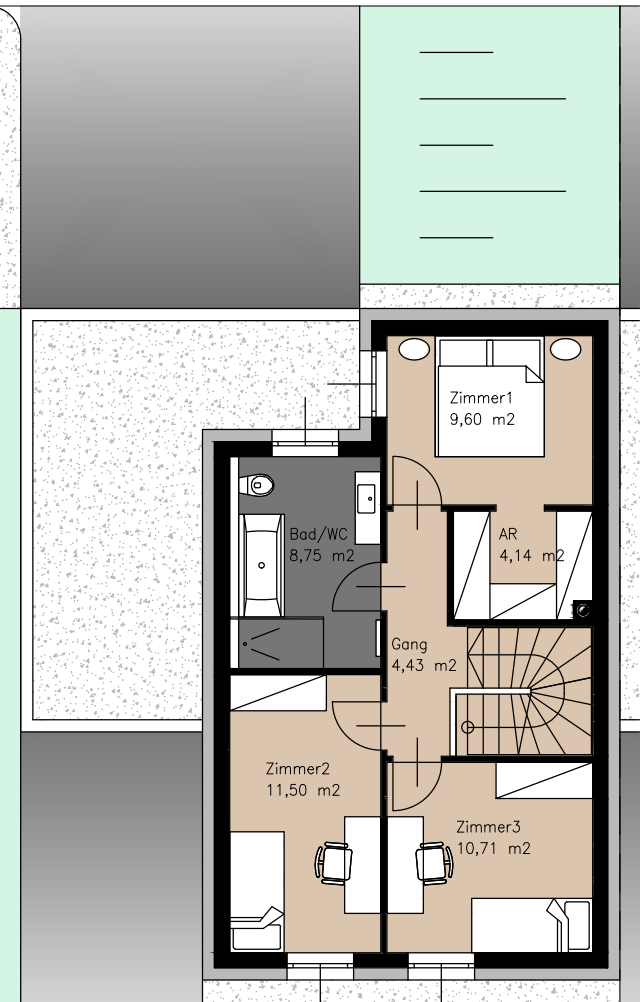 Zimmer1
9,60 m2
Bad/WC
8,75 m2
AR
4,14 m2
Gang
4,43 m2
Zimmer2
11,50 m2
Zimmer3
10,71 m2